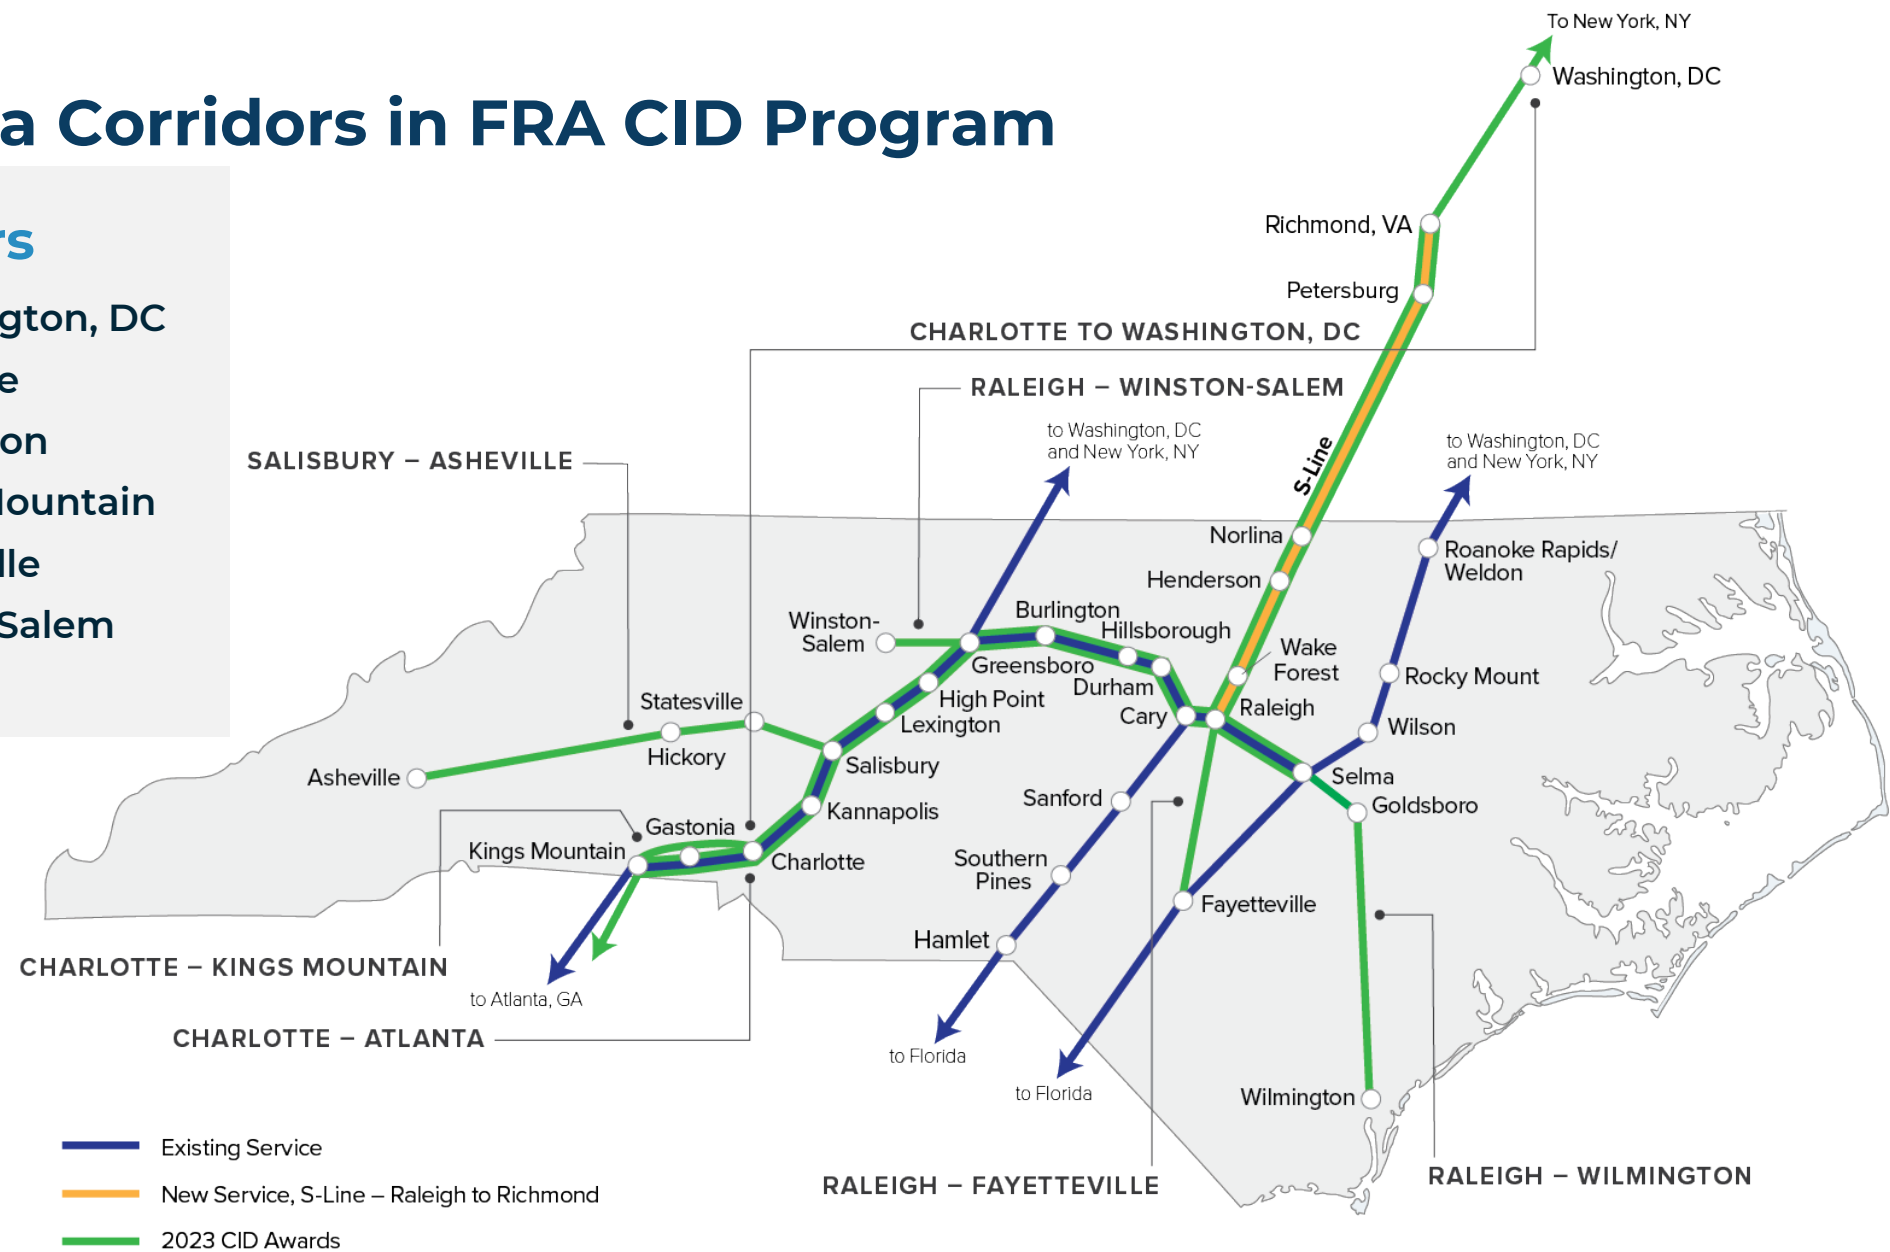 To New York, NY
Washington, DC
a Corridors in FRA CID Program
rs
gton, DC
e
on
Mountain
lle
Salem
Richmond, VA
Petersburg
CHARLOTTE TO WASHINGTON, DC
RALEIGH – WINSTON-SALEM
to Washington, DC
and New York, NY
to Washington, DC
and New York, NY
SALISBURY – ASHEVILLE
S-Line
Norlina
Roanoke Rapids/
Weldon
Henderson
Burlington
Winston-
Salem
Hillsborough
Greensboro
Wake
Forest
Durham
Rocky Mount
High Point
Statesville
Cary
Raleigh
Lexington
Wilson
Hickory
Salisbury
Asheville
Selma
Sanford
Goldsboro
Kannapolis
Gastonia
Kings Mountain
Charlotte
Southern
Pines
Fayetteville
Hamlet
CHARLOTTE – KINGS MOUNTAIN
to Atlanta, GA
CHARLOTTE – ATLANTA
to Florida
to Florida
Wilmington
Existing Service
RALEIGH – FAYETTEVILLE
RALEIGH – WILMINGTON
New Service, S-Line – Raleigh to Richmond
2023 CID Awards